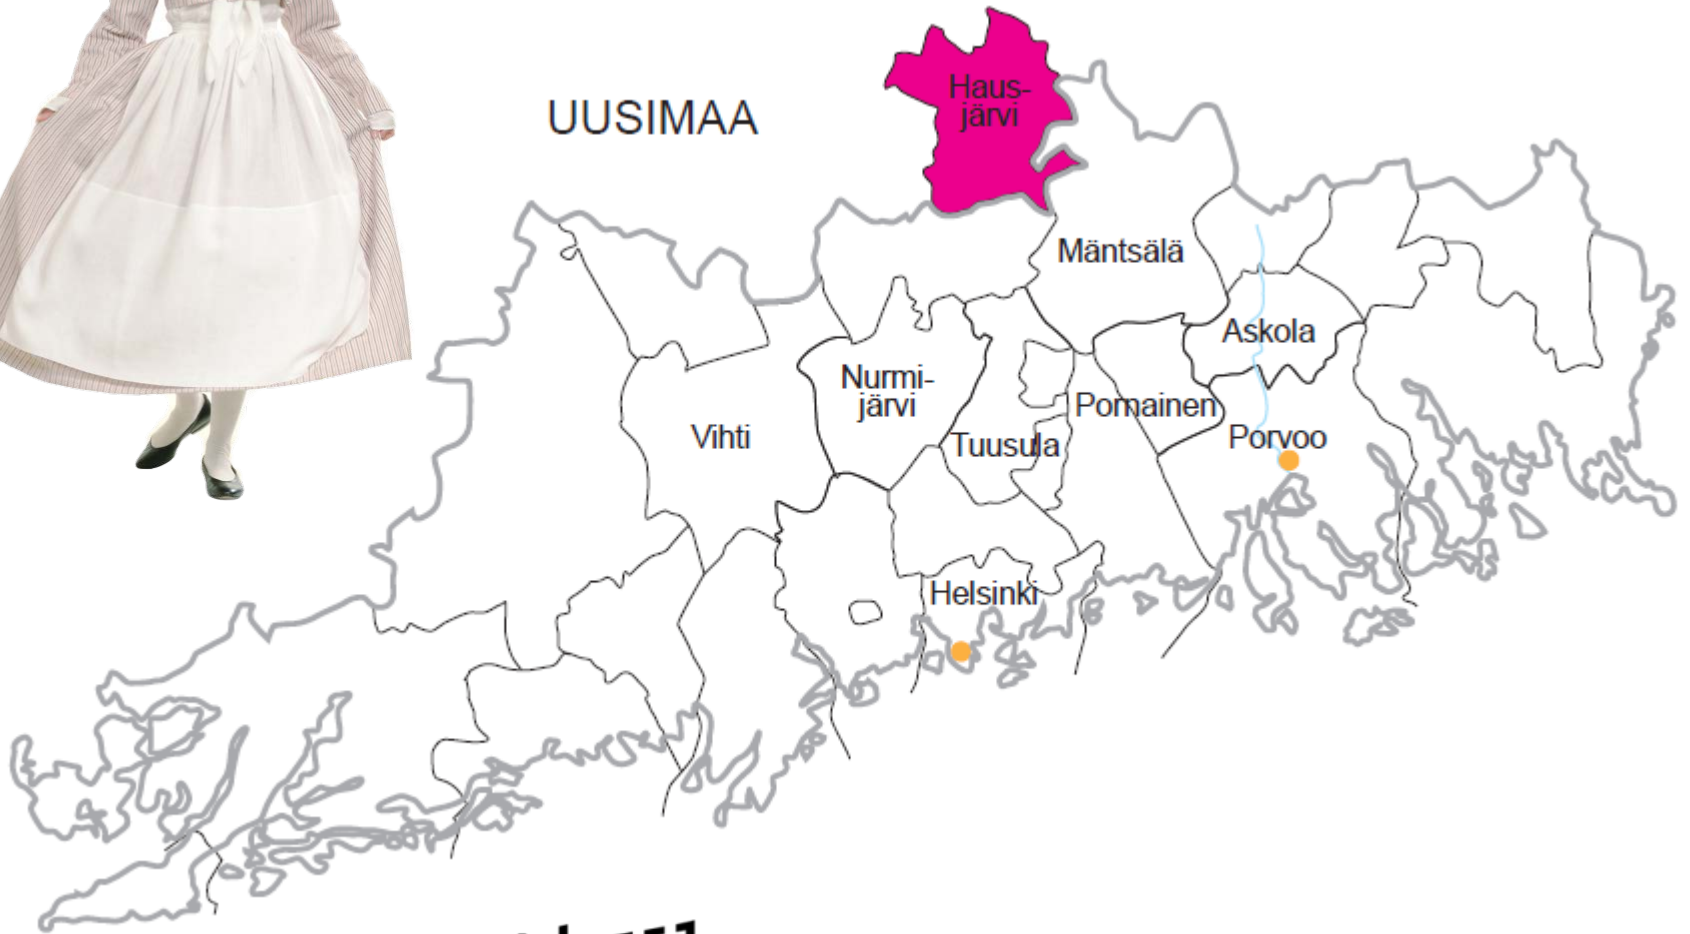 UUSIMAA
Haus-
järvi
Mäntsälä
Askola
Nurmi-
järvi
Pornainen
Vihti
Tuusula
Porvoo
Helsinki